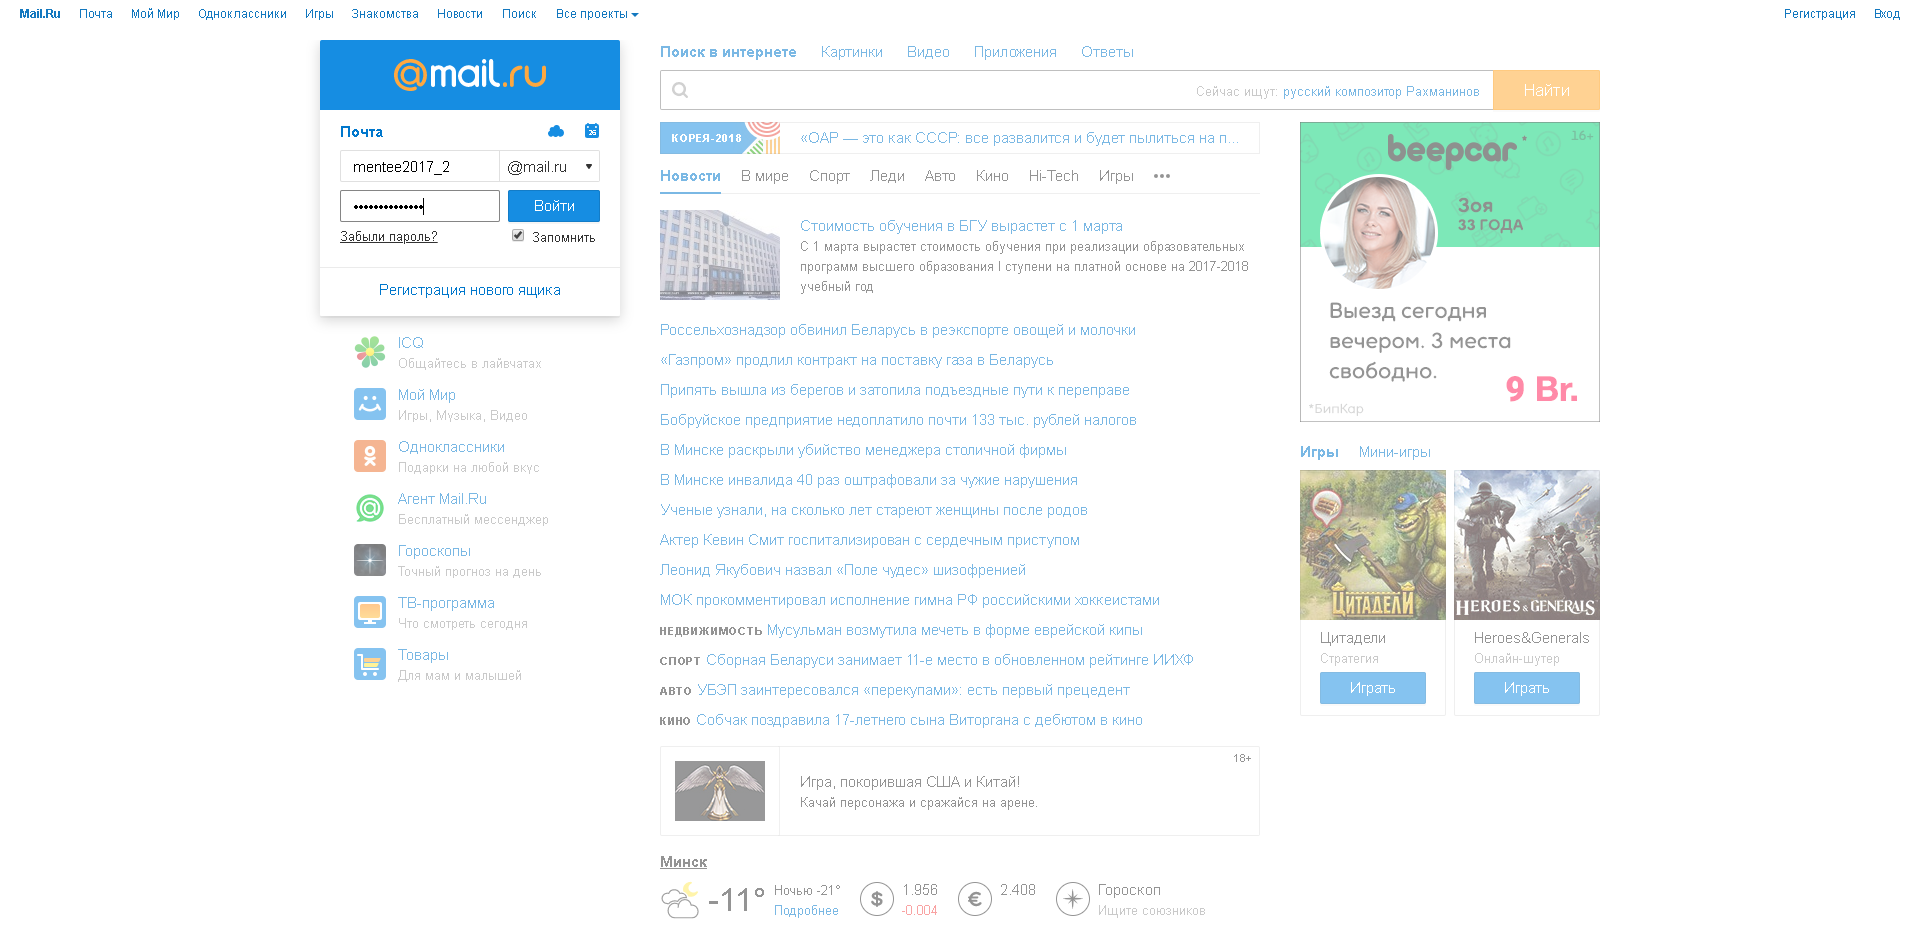 Mail.Ru Почта Мой Мир Одноклассники Игры Знакомства Новости Поиск Все проекты Регистрация Вход
@mail.ru
Почта
26
mentee2017_2 @mail.ru
•••••••••••••• Войти
Забыли пароль? Запомнить
Регистрация нового ящика
ICQ
Общайтесь в лайвчатах
Мой Мир
Игры, Музыка, Видео
Одноклассники
Подарки на любой вкус
Агент Mail.Ru
Бесплатный мессенджер
Гороскопы
Точный прогноз на день
ТВ-программа
Что смотреть сегодня
Товары
Для мам и малышей
Поиск в интернете Картинки Видео Приложения Ответы
Сейчас ищут: русский композитор Рахманинов Найти
КОРЕЯ-2018 «ОАР — это как СССР: все развалится и будет пылиться на п...
Новости В мире Спорт Леди Авто Кино Hi-Tech Игры •••
Стоимость обучения в БГУ вырастет с 1 марта
С 1 марта вырастет стоимость обучения при реализации образовательных
программ высшего образования I ступени на платной основе на 2017-2018
учебный год
Россельхознадзор обвинил Беларусь в реэкспорте овощей и молочки
«Газпром» продлил контракт на поставку газа в Беларусь
Припять вышла из берегов и затопила подъездные пути к переправе
Бобруйское предприятие недоплатило почти 133 тыс. рублей налогов
В Минске раскрыли убийство менеджера столичной фирмы
В Минске инвалида 40 раз оштрафовали за чужие нарушения
Ученые узнали, на сколько лет стареют женщины после родов
Актер Кевин Смит госпитализирован с сердечным приступом
Леонид Якубович назвал «Поле чудес» шизофренией
МОК прокомментировал исполнение гимна РФ российскими хоккеистами
НЕДВИЖИМОСТЬ Мусульман возмутила мечеть в форме еврейской кипы
СПОРТ Сборная Беларуси занимает 11-е место в обновленном рейтинге ИИХФ
АВТО УБЭП заинтересовался «перекупами»: есть первый прецедент
КИНО Собчак поздравила 17-летнего сына Виторгана с дебютом в кино
18+
Игра, покорившая США и Китай!
Качай персонажа и сражайся на арене.
Минск
-11° Ночью -21° $ 1.956 € 2.408 Гороскоп
Подробнее -0.004 Ищите союзников
16+
beepcar*
Зоя
33 ГОДА
Выезд сегодня
вечером. 3 места
свободно.
9 Br.
*БипКар
Игры Мини-игры
ЦИТАДЕЛИ
HEROES & GENERALS
Цитадели
Стратегия
Играть
Heroes&Generals
Онлайн-шутер
Играть